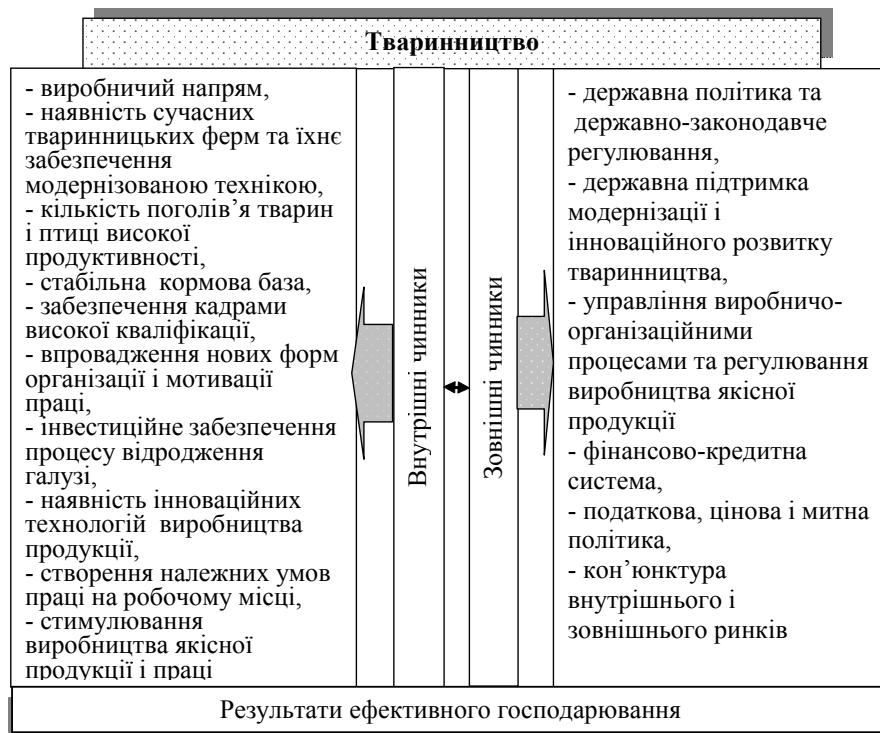 Тваринництво
- виробничий напрям,
- наявність сучасних
тваринницьких ферм та їхнє
забезпечення
модернізованою технікою,
- кількість поголів’я тварин
і птиці високої
продуктивності,
- стабільна кормова база,
- забезпечення кадрами
високої кваліфікації,
- впровадження нових форм
організації і мотивації
праці,
- інвестиційне забезпечення
процесу відродження
галузі,
- наявність інноваційних
технологій виробництва
продукції,
- створення належних умов
праці на робочому місці,
- стимулювання
виробництва якісної
продукції і праці
Внутрішні чинники
Зовнішні чинники
- державна політика та
державно-законодавче
регулювання,
- державна підтримка
модернізації і
інноваційного розвитку
тваринництва,
- управління виробничо-
організаційними
процесами та регулювання
виробництва якісної
продукції
- фінансово-кредитна
система,
- податкова, цінова і митна
політика,
- кон’юнктура
внутрішнього і
зовнішнього ринків
Результати ефективного господарювання